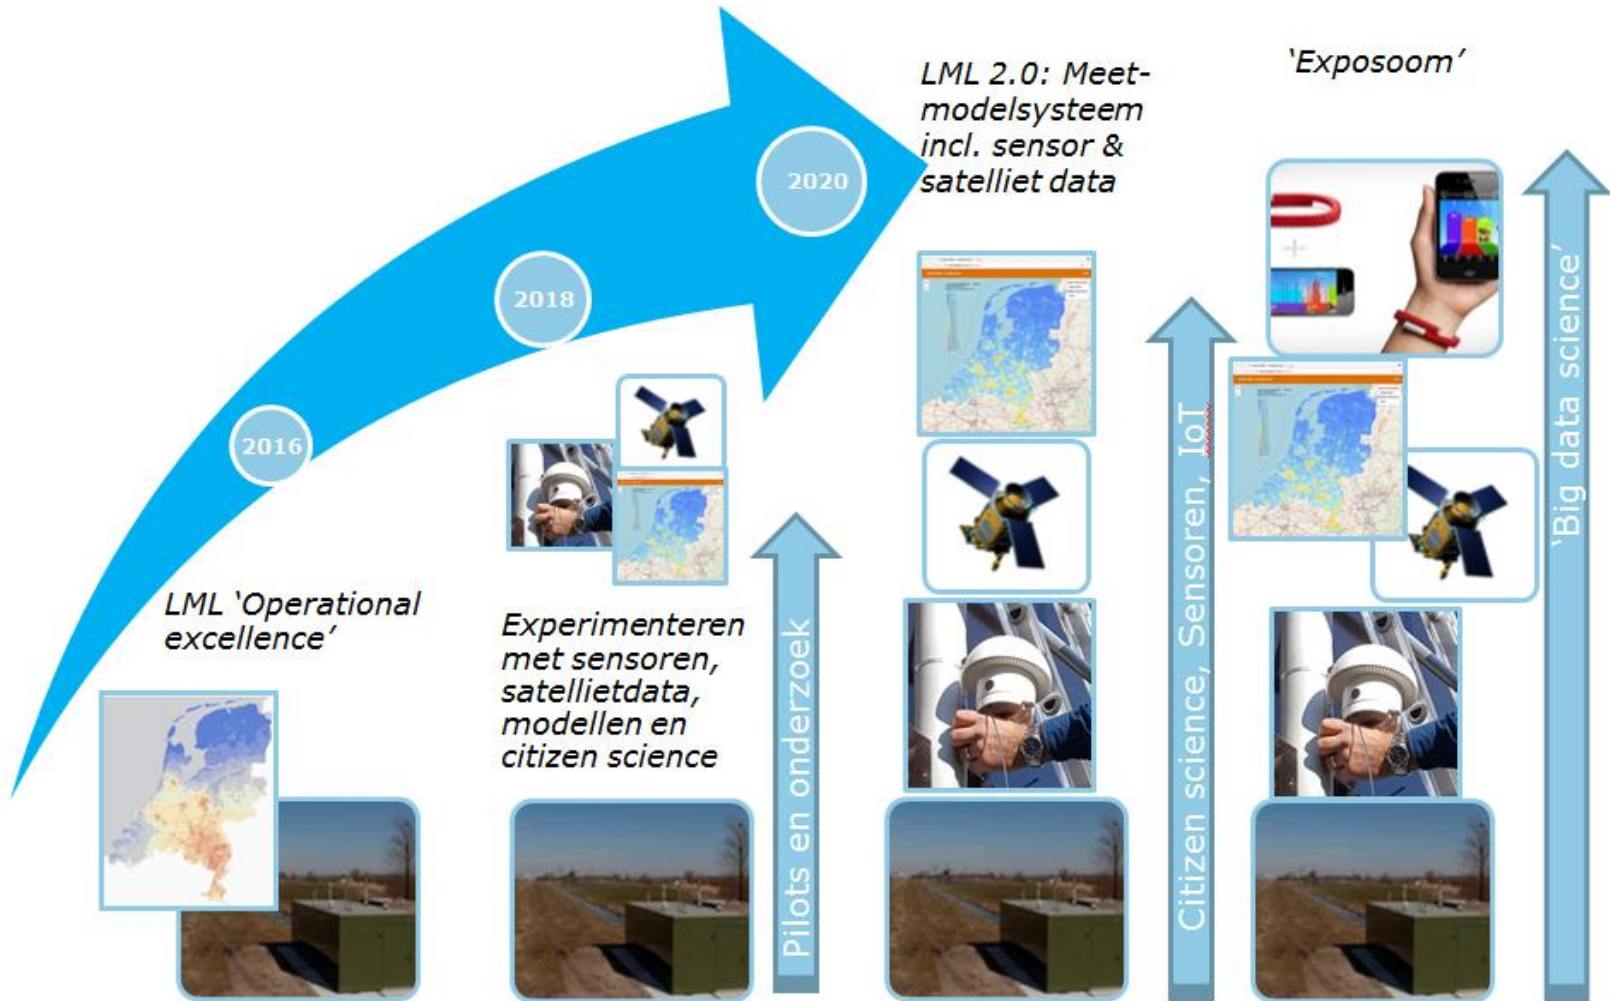 2016
2018
2020
LML ‘Operational
excellence’
Experimenteren
met sensoren,
satellietdata,
modellen en
citizen science
Pilots en onderzoek
LML 2.0: Meet-
modelsysteem
incl. sensor &
satelliet data
Citizen science, Sensoren, IoT
‘Exposoom’
‘Big data science’